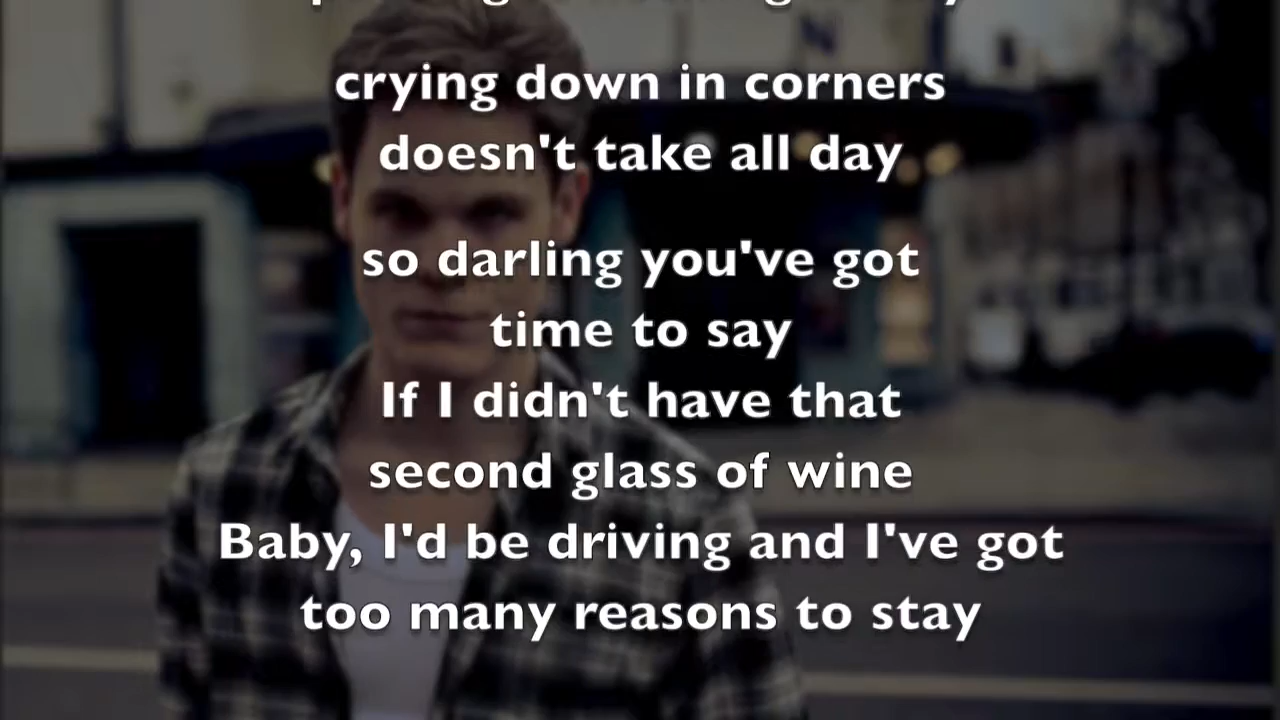 crying down in corners
doesn't take all day
so darling you've got
time to say
If I didn't have that
second glass of wine
Baby, I'd be driving and I've got
too many reasons to stay